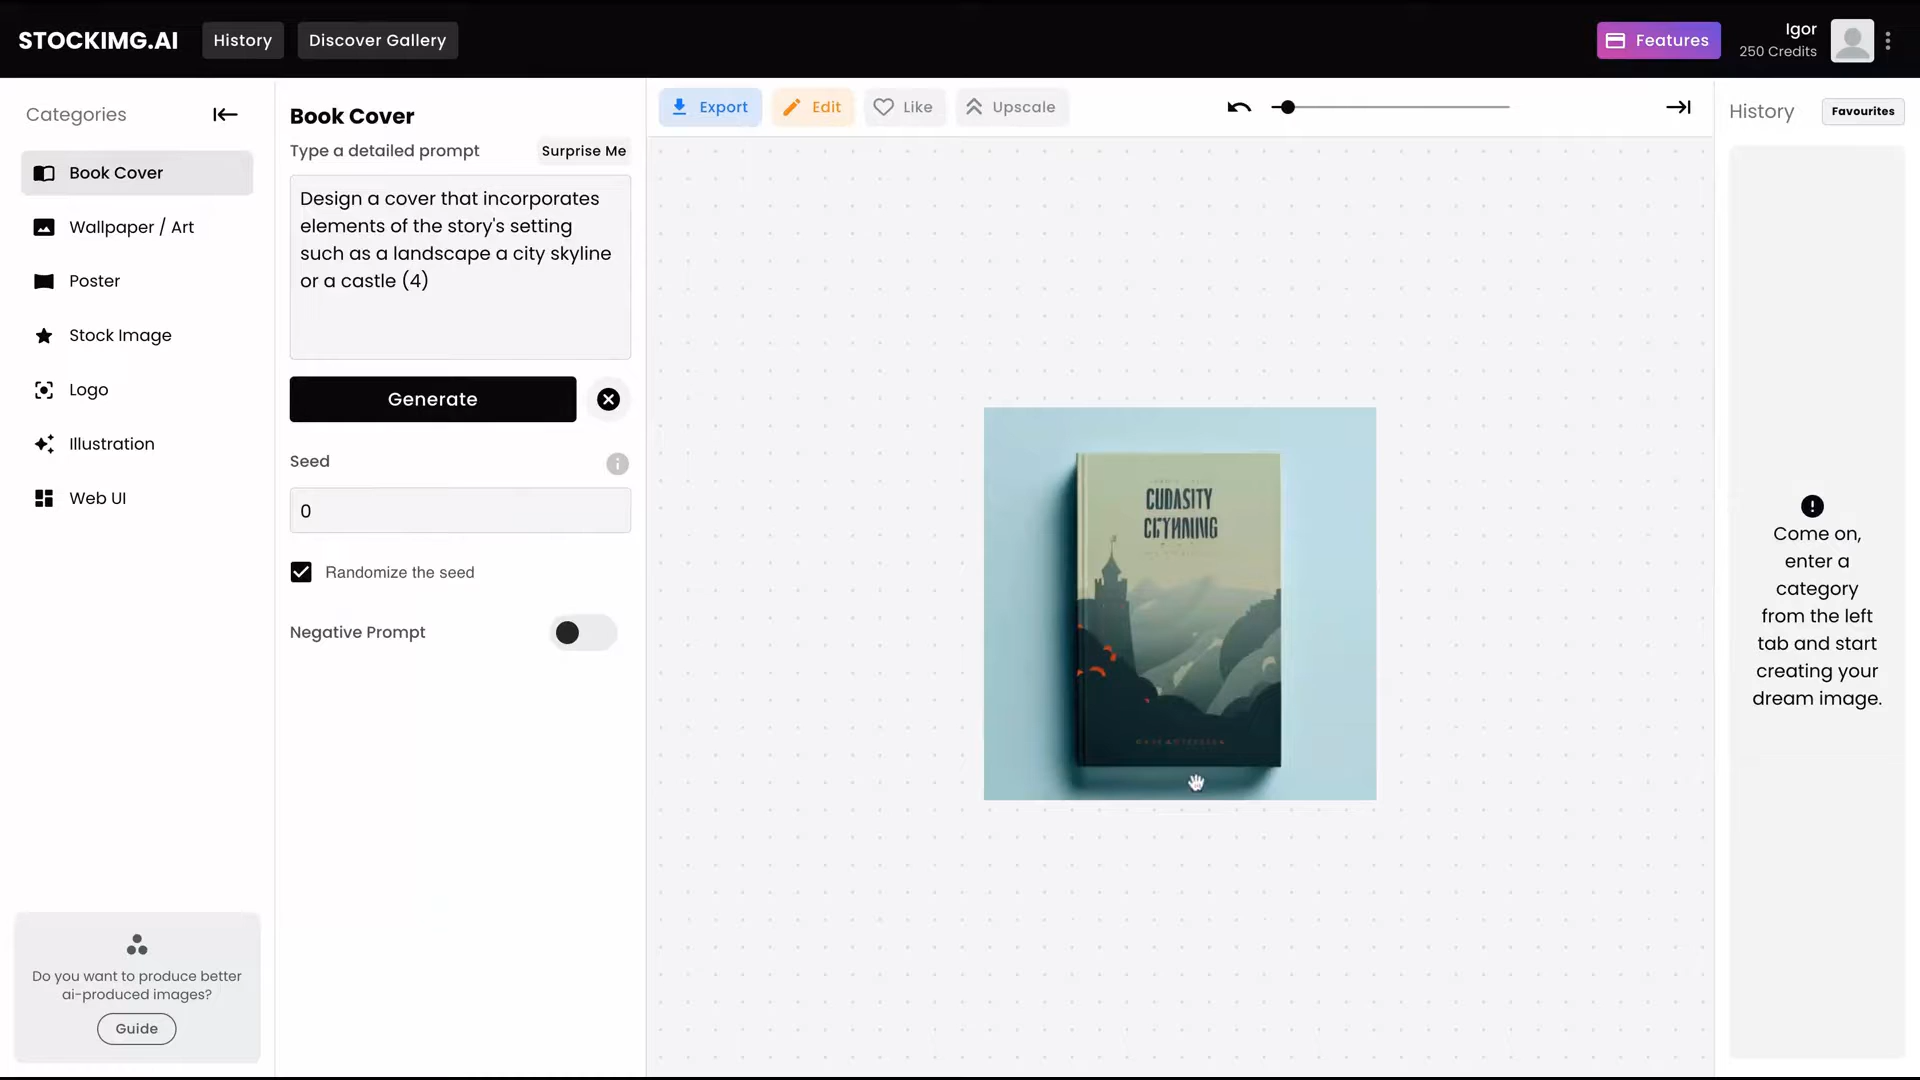 STOCKIMG.AI
History
Discover Gallery
Features
Igor
250 Credits
Categories
Book Cover
Wallpaper / Art
Poster
Stock Image
Logo
Illustration
Web UI
Do you want to produce better
ai-produced images?
Guide
Book Cover
Type a detailed prompt
Surprise Me
Design a cover that incorporates
elements of the story's setting
such as a landscape a city skyline
or a castle (4)
Generate
Seed
0
Randomize the seed
Negative Prompt
Export
Edit
Like
Upscale
CUDASITY
History
Favourites
Come on,
enter a
category
from the left
tab and start
creating your
dream image.